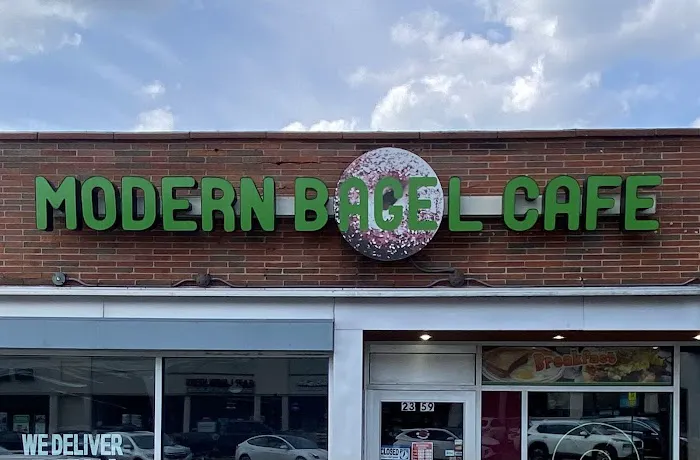 MODERN BAGEL CAFE
Breakfast
2359
WE DELIVER
CLOSED